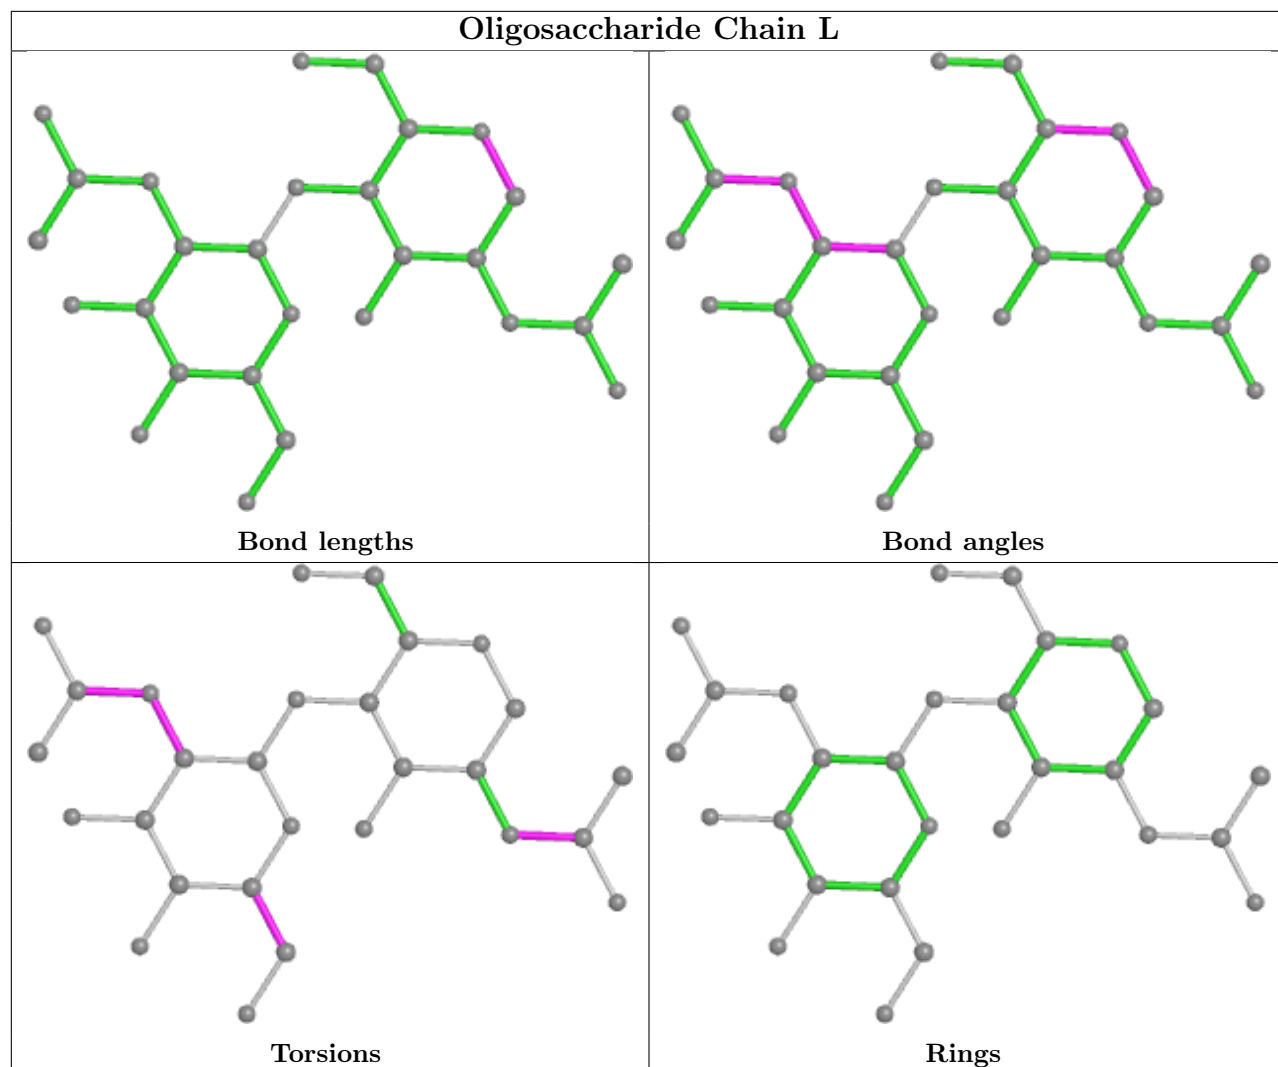 Oligosaccharide Chain L
Bond lengths
Bond angles
Torsions
Rings